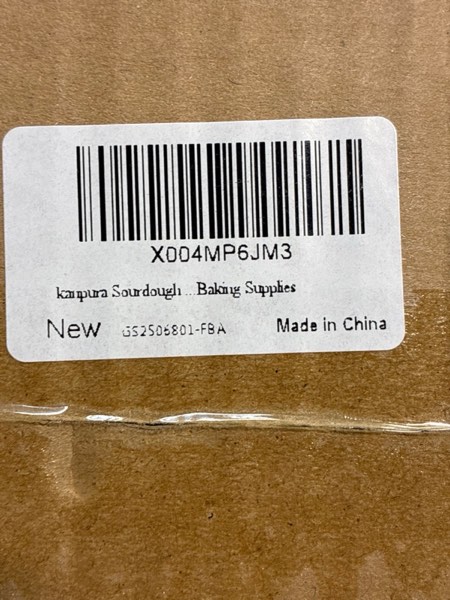 X004MP6JM3
kanpura Sourdough ...Baking Supplies
New GS2506801-FBA Made in China